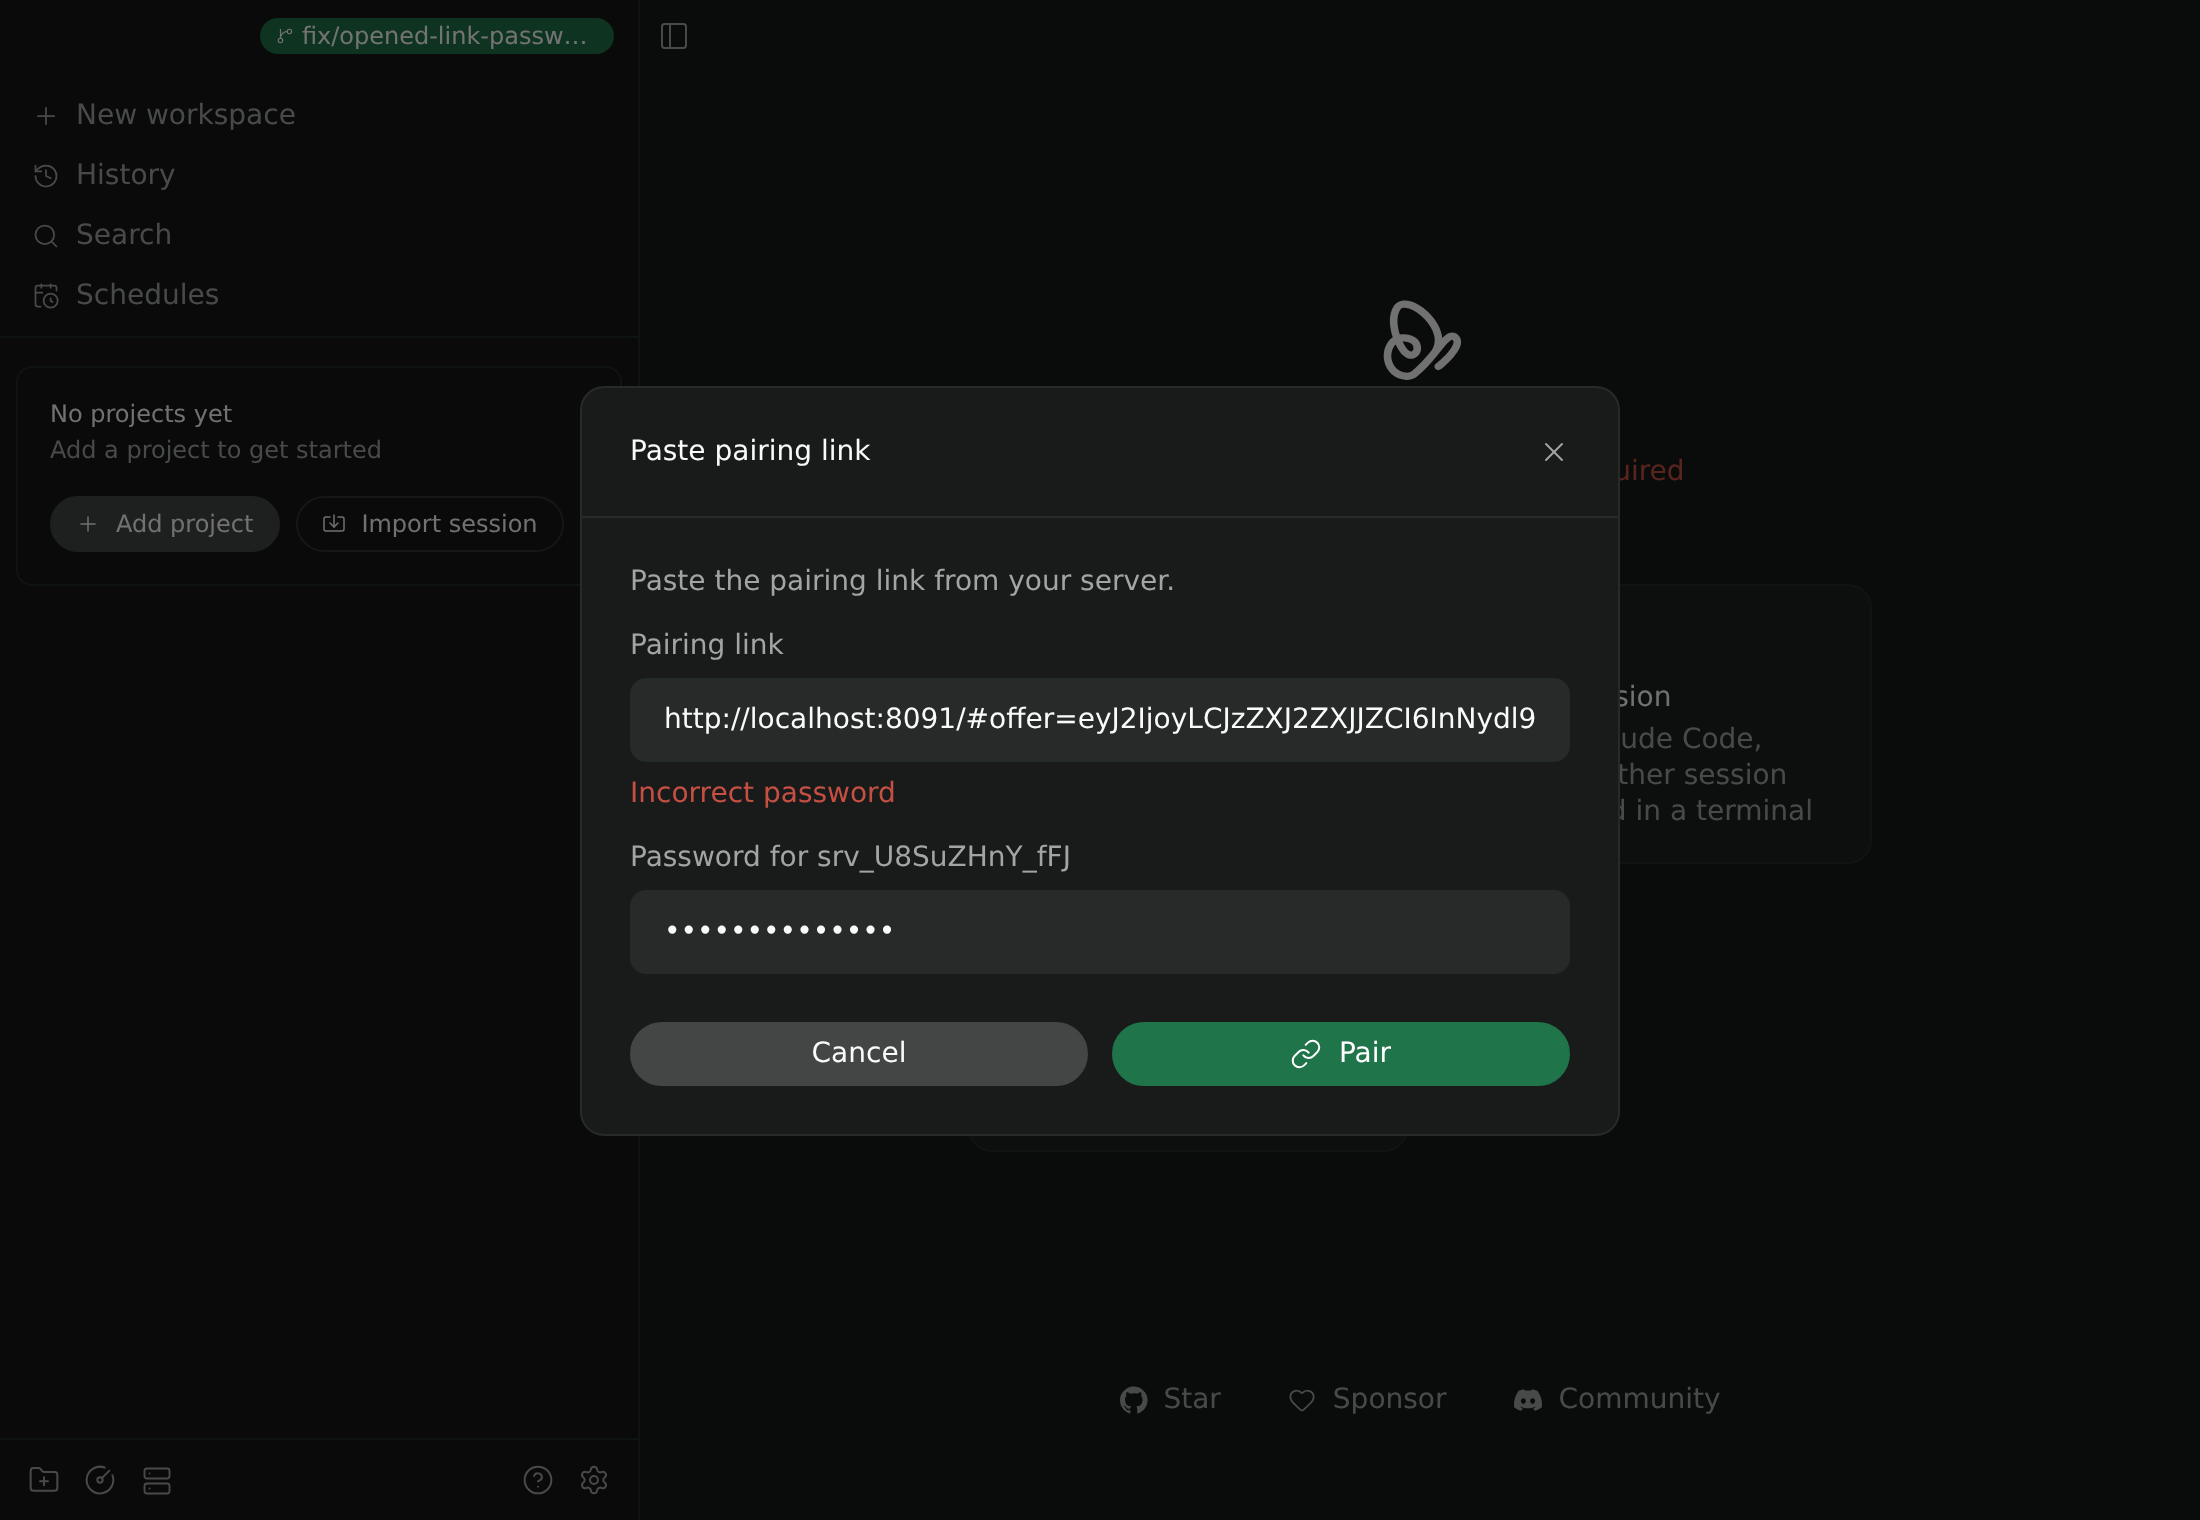 fix/opened-link-passw...
New workspace
History
Search
Schedules
No projects yet
Add a project to get started
Add project
Import session
Paste pairing link
Paste the pairing link from your server.
Pairing link
http://localhost:8091/#offer=eyJ2IjoyLCJzZXJ2ZXJJZCI6InNydl9
Incorrect password
Password for srv_U8SuZHnY_fFJ
••••••••••••••
Cancel
Pair
uired
sion
ude Code,
ther session
d in a terminal
Star
Sponsor
Community